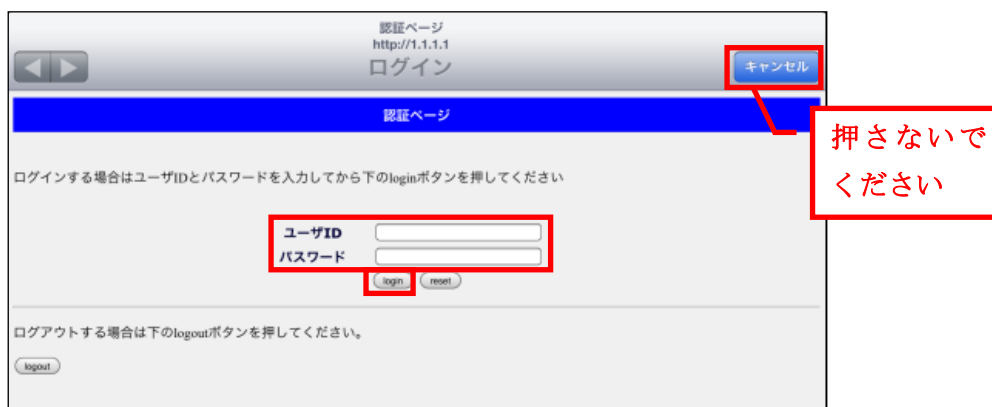 認証ページ
http://1.1.1.1
ログイン
キャンセル
認証ページ
押さないで
ください
ログインする場合はユーザIDとパスワードを入力してから下のloginボタンを押してください
ユーザID
パスワード
login reset
ログアウトする場合は下のlogoutボタンを押してください。
logout